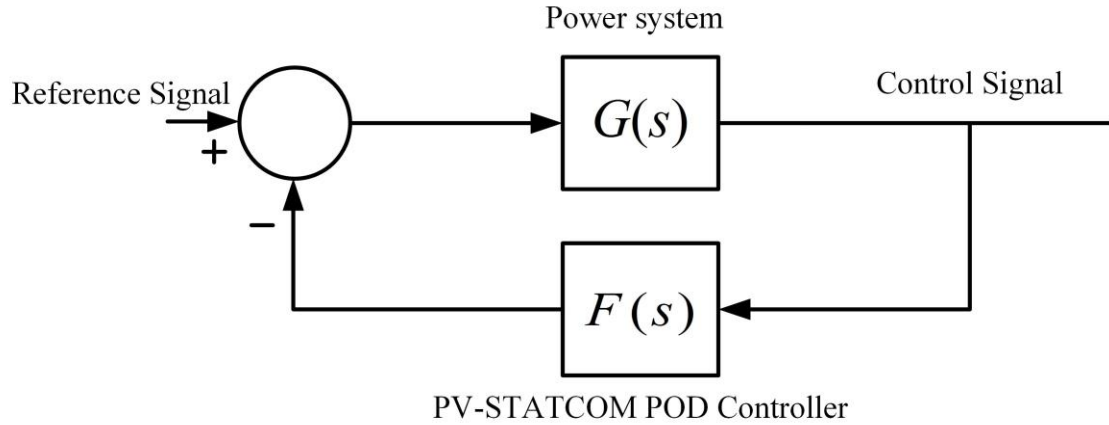 Power system
Reference Signal
+
G(s)
Control Signal
−
F(s)
PV-STATCOM POD Controller